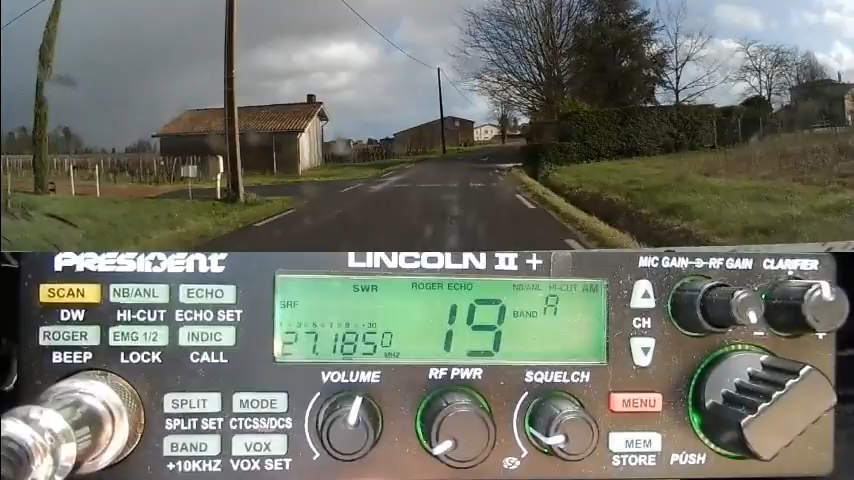 PRESIDENT
LINCOLN II +
MIC GAIN RF GAIN CLARIFIER
SCAN NB/ANL ECHO
DW HI-CUT ECHO SET
ROGER EMG 1/2 INDIC
BEEP LOCK CALL
SWR ROGER ECHO NB/ANL HI-CUT AM
SRF
19 BAND A
27.1850 MHZ
CH
VOLUME RF PWR SQUELCH
SPLIT MODE
SPLIT SET CTCSS/DCS
BAND VOX
+10KHZ VOX SET
MENU
MEM
STORE PUSH